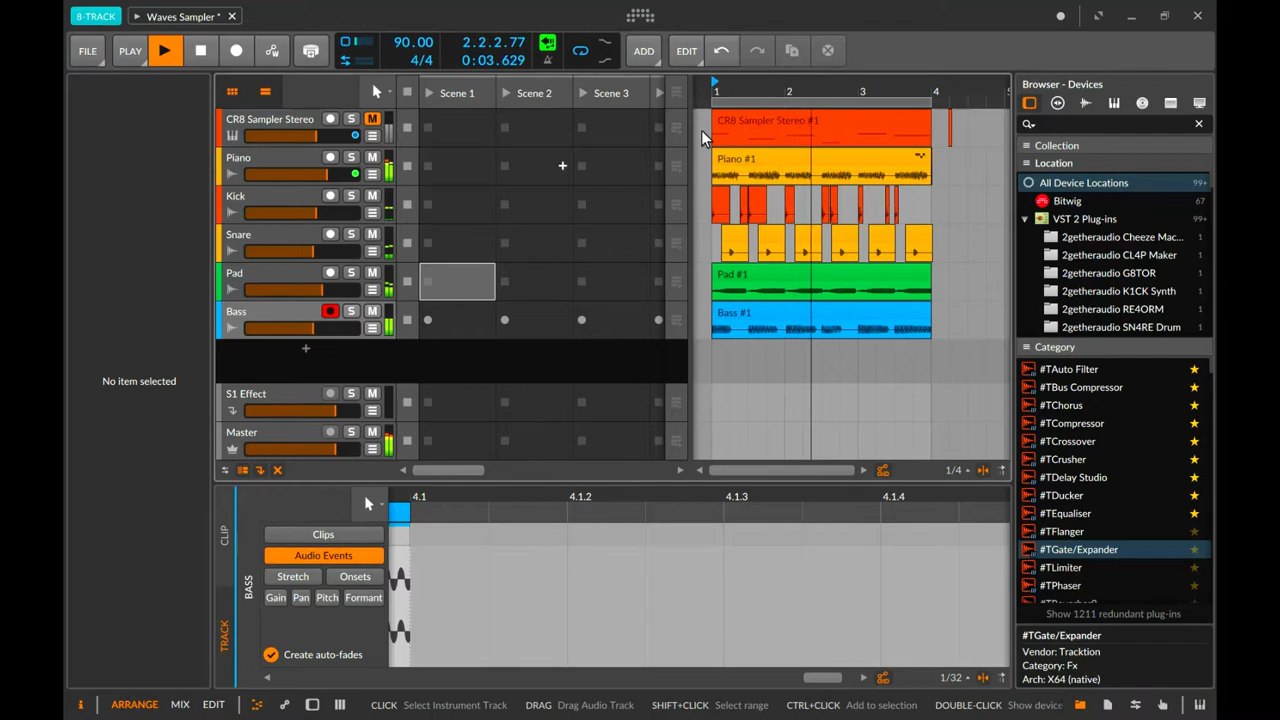 8-TRACK
Waves Sampler *
FILE
PLAY
90.00
4/4
2.2.2.77
0:03.629
ADD
EDIT
Scene 1
Scene 2
Scene 3
1 2 3 4 5
CR8 Sampler Stereo
S M
CR8 Sampler Stereo #1
Piano
S M
Piano #1
Kick
S M
Snare
S M
Pad
S M
Pad #1
Bass
S M
Bass #1
+
S1 Effect
S M
Master
S M
1/4
No item selected
CLIP
TRACK
BASS
Clips
Audio Events
Stretch
Onsets
Gain
Pan
Pitch
Formant
Create auto-fades
4.1
4.1.2
4.1.3
4.1.4
1/32
Browser - Devices
Collection
Location
All Device Locations 99+
Bitwig 67
VST 2 Plug-ins 99+
2getheraudio Cheeze Mac... 1
2getheraudio CL4P Maker 1
2getheraudio G8TOR 1
2getheraudio K1CK Synth 1
2getheraudio RE4ORM 1
2getheraudio SN4RE Drum 1
Category
#TAuto Filter
#TBus Compressor
#TChorus
#TCompressor
#TCrossover
#TCrusher
#TDelay Studio
#TDucker
#TEqualiser
#TFlanger
#TGate/Expander
#TLimiter
#TPhaser
Show 1211 redundant plug-ins
#TGate/Expander
Vendor: Tracktion
Category: Fx
Arch: X64 (native)
i
ARRANGE
MIX
EDIT
CLICK Select Instrument Track
DRAG Drag Audio Track
SHIFT+CLICK Select range
CTRL+CLICK Add to selection
DOUBLE-CLICK Show device